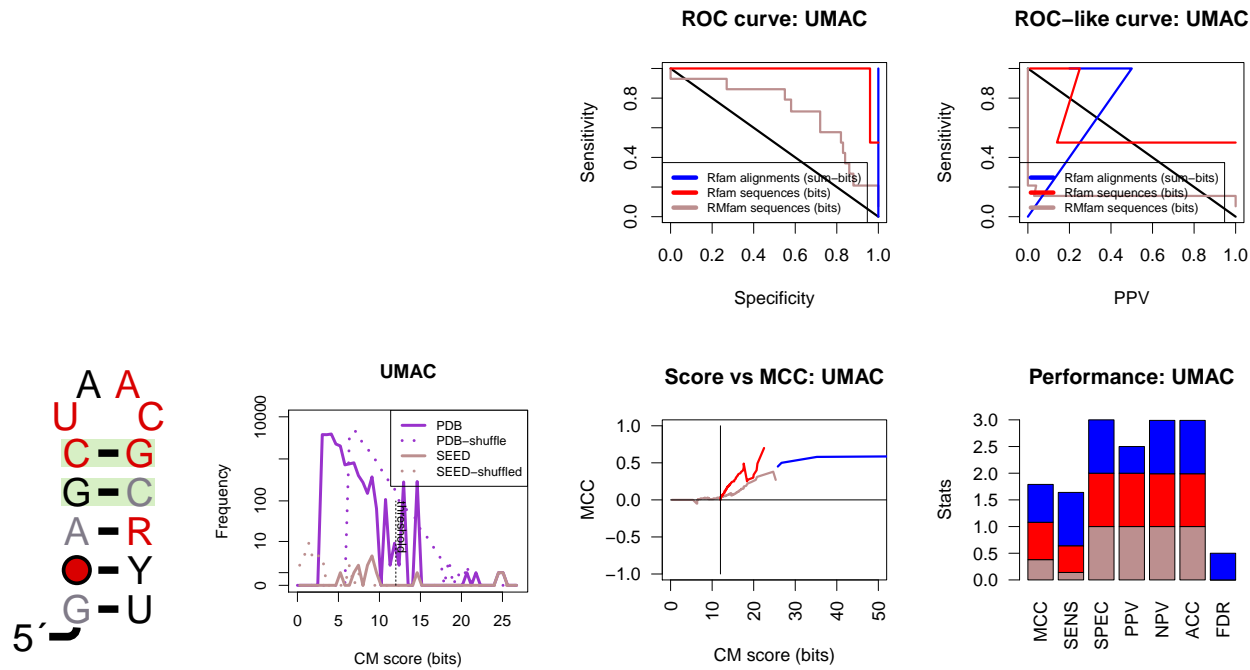 ROC curve: UMAC
Sensitivity
0.0 0.4 0.8
Rfam alignments (sum−bits)
Rfam sequences (bits)
RMfam sequences (bits)
0.0 0.2 0.4 0.6 0.8 1.0
Specificity
ROC−like curve: UMAC
Sensitivity
0.0 0.4 0.8
Rfam alignments (sum−bits)
Rfam sequences (bits)
RMfam sequences (bits)
0.0 0.2 0.4 0.6 0.8 1.0
PPV
A A
U C
C G
G C
A R
Y
G U
5´
UMAC
Frequency
0 10 100 10000
PDB
PDB−shuffle
SEED
SEED−shuffled
threshold
0 5 10 15 20 25
CM score (bits)
Score vs MCC: UMAC
MCC
−1.0 −0.5 0.0 0.5 1.0
0 10 20 30 40 50
CM score (bits)
Performance: UMAC
Stats
0.0 0.5 1.0 1.5 2.0 2.5 3.0
MCC SENS SPEC PPV NPV ACC FDR